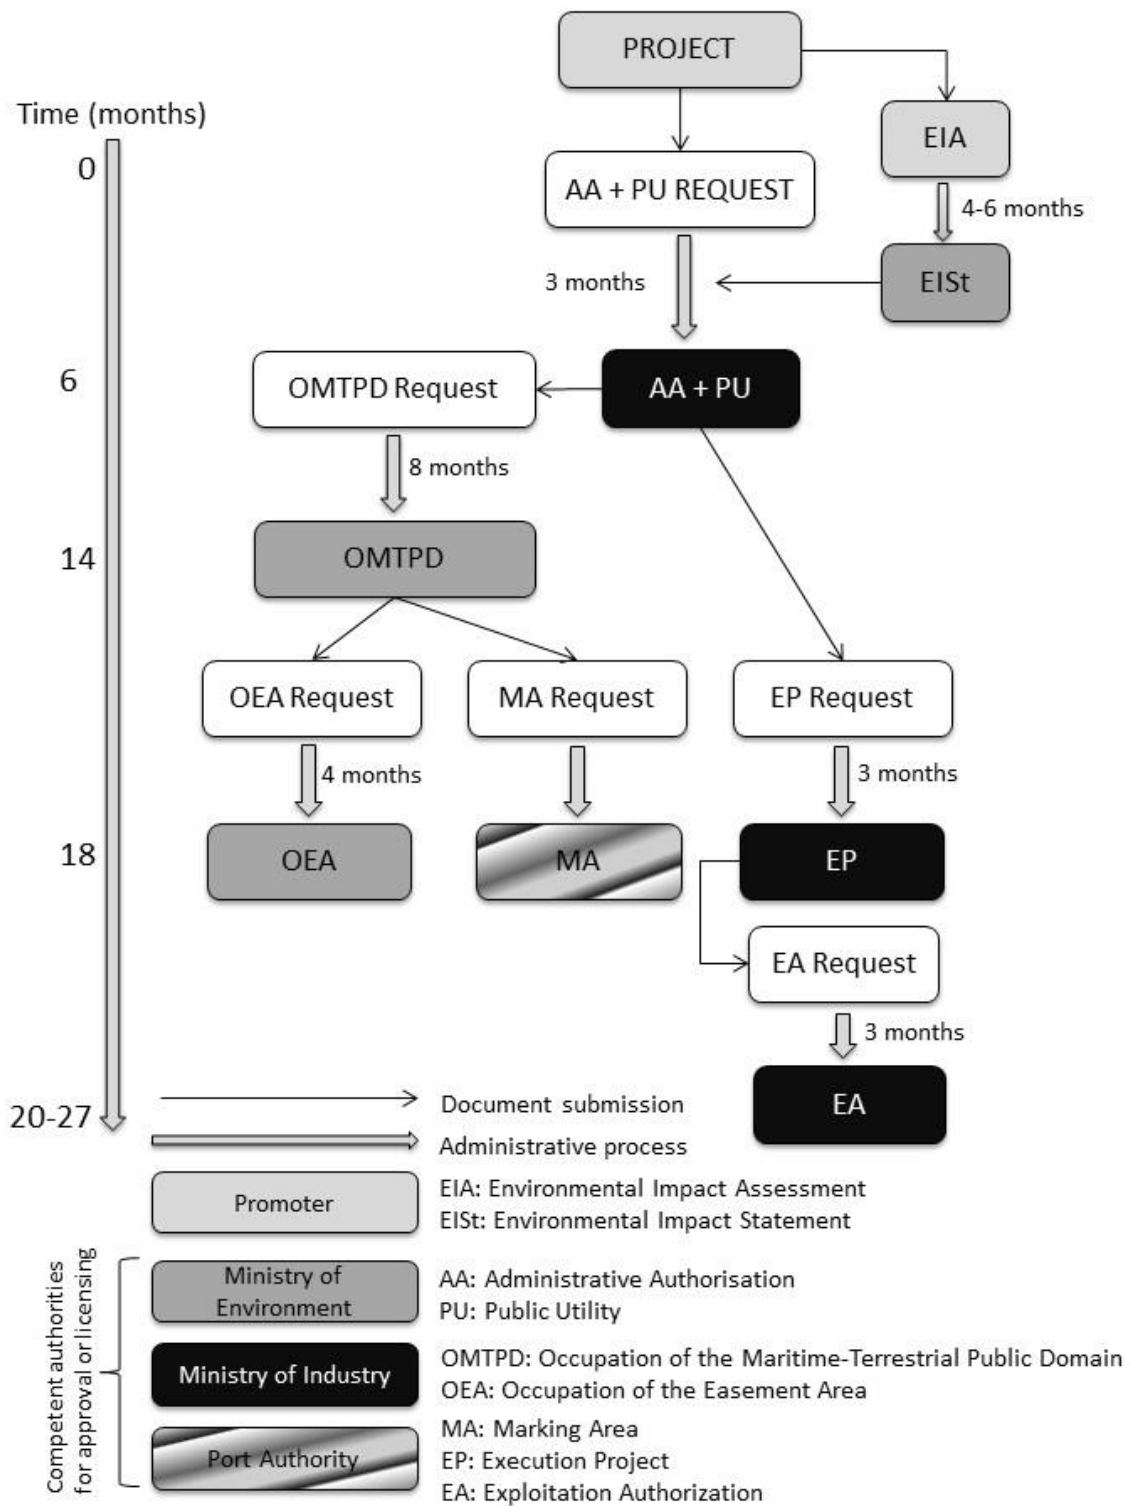 PROJECT
Time (months)
EIA
0
AA + PU REQUEST
4-6 months
3 months
EISt
6
OMTPD Request
AA + PU
8 months
14
OMTPD
OEA Request
MA Request
EP Request
4 months
3 months
18
OEA
MA
EP
EA Request
3 months
20-27
EA
Document submission
Administrative process
Promoter
EIA: Environmental Impact Assessment
EISt: Environmental Impact Statement
Competent authorities
for approval or licensing
Ministry of
Environment
AA: Administrative Authorisation
PU: Public Utility
Ministry of Industry
OMTPD: Occupation of the Maritime-Terrestrial Public Domain
OEA: Occupation of the Easement Area
Port Authority
MA: Marking Area
EP: Execution Project
EA: Exploitation Authorization